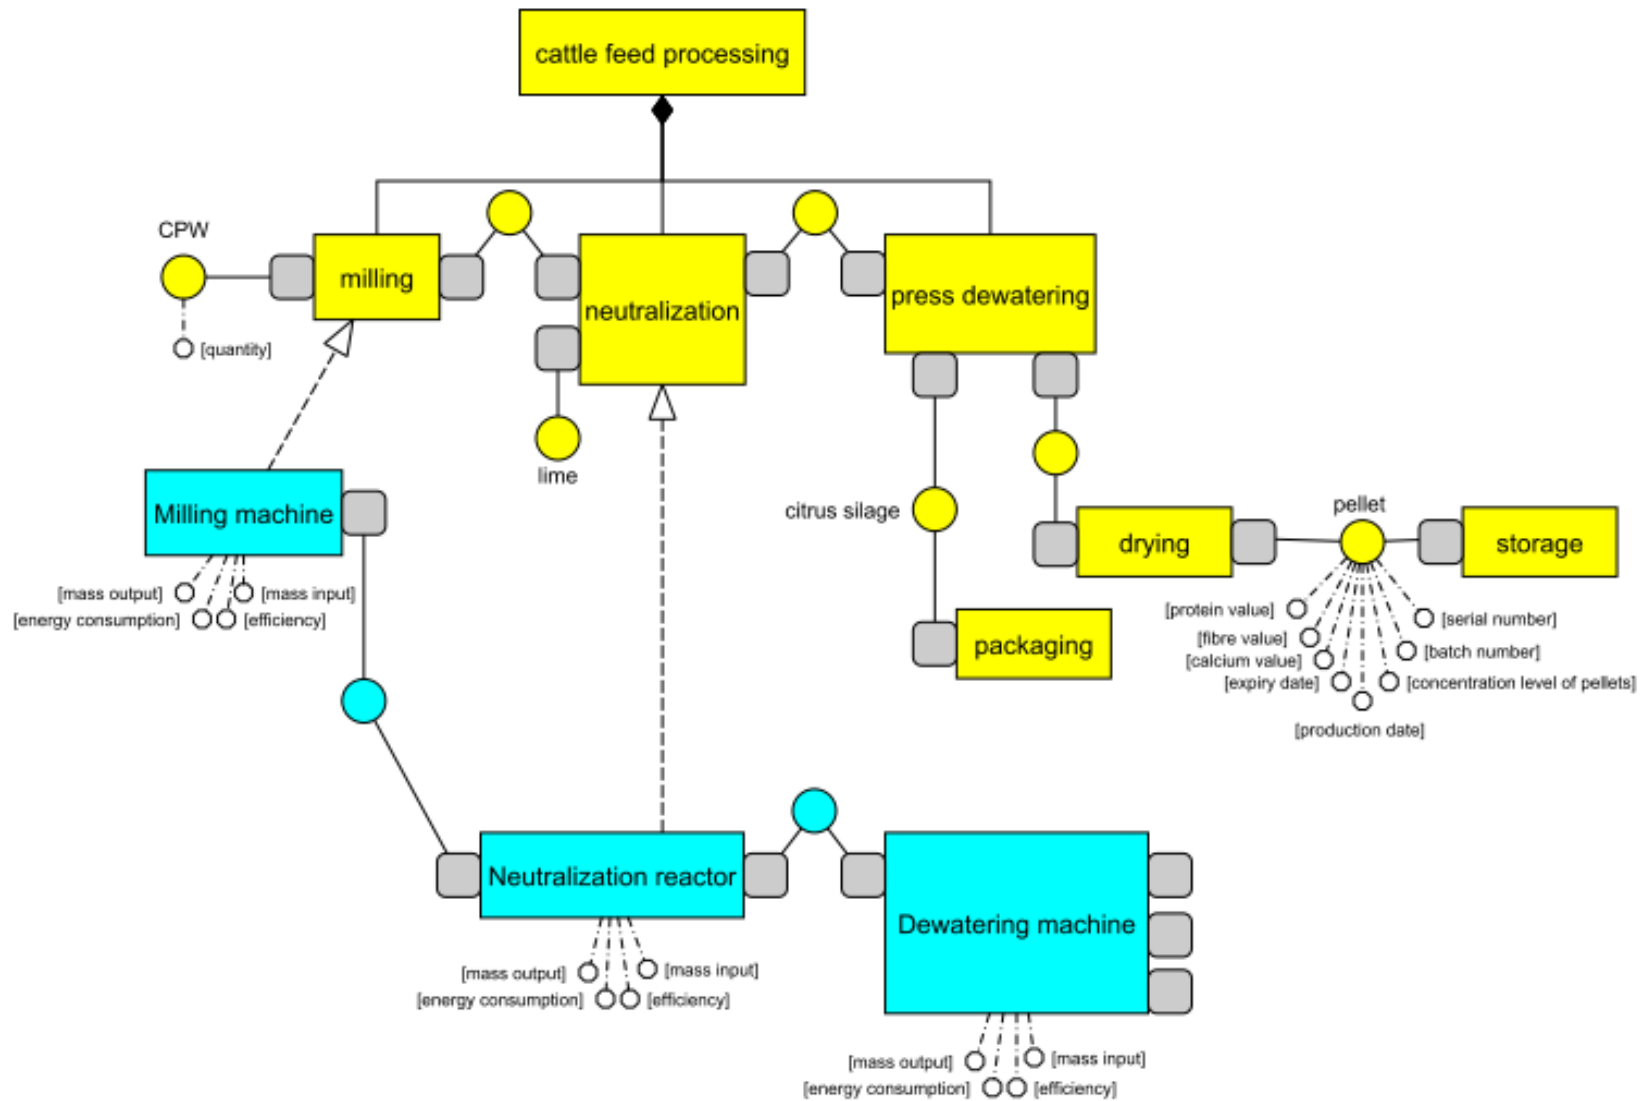 cattle feed processing
CPW
milling
neutralization
press dewatering
[quantity]
lime
Milling machine
citrus silage
pellet
drying
storage
[mass output]
[mass input]
[energy consumption]
[efficiency]
[protein value]
[serial number]
[fibre value]
[batch number]
[calcium value]
[expiry date]
[concentration level of pellets]
[production date]
packaging
Neutralization reactor
Dewatering machine
[mass output]
[mass input]
[energy consumption]
[efficiency]
[mass output]
[mass input]
[energy consumption]
[efficiency]